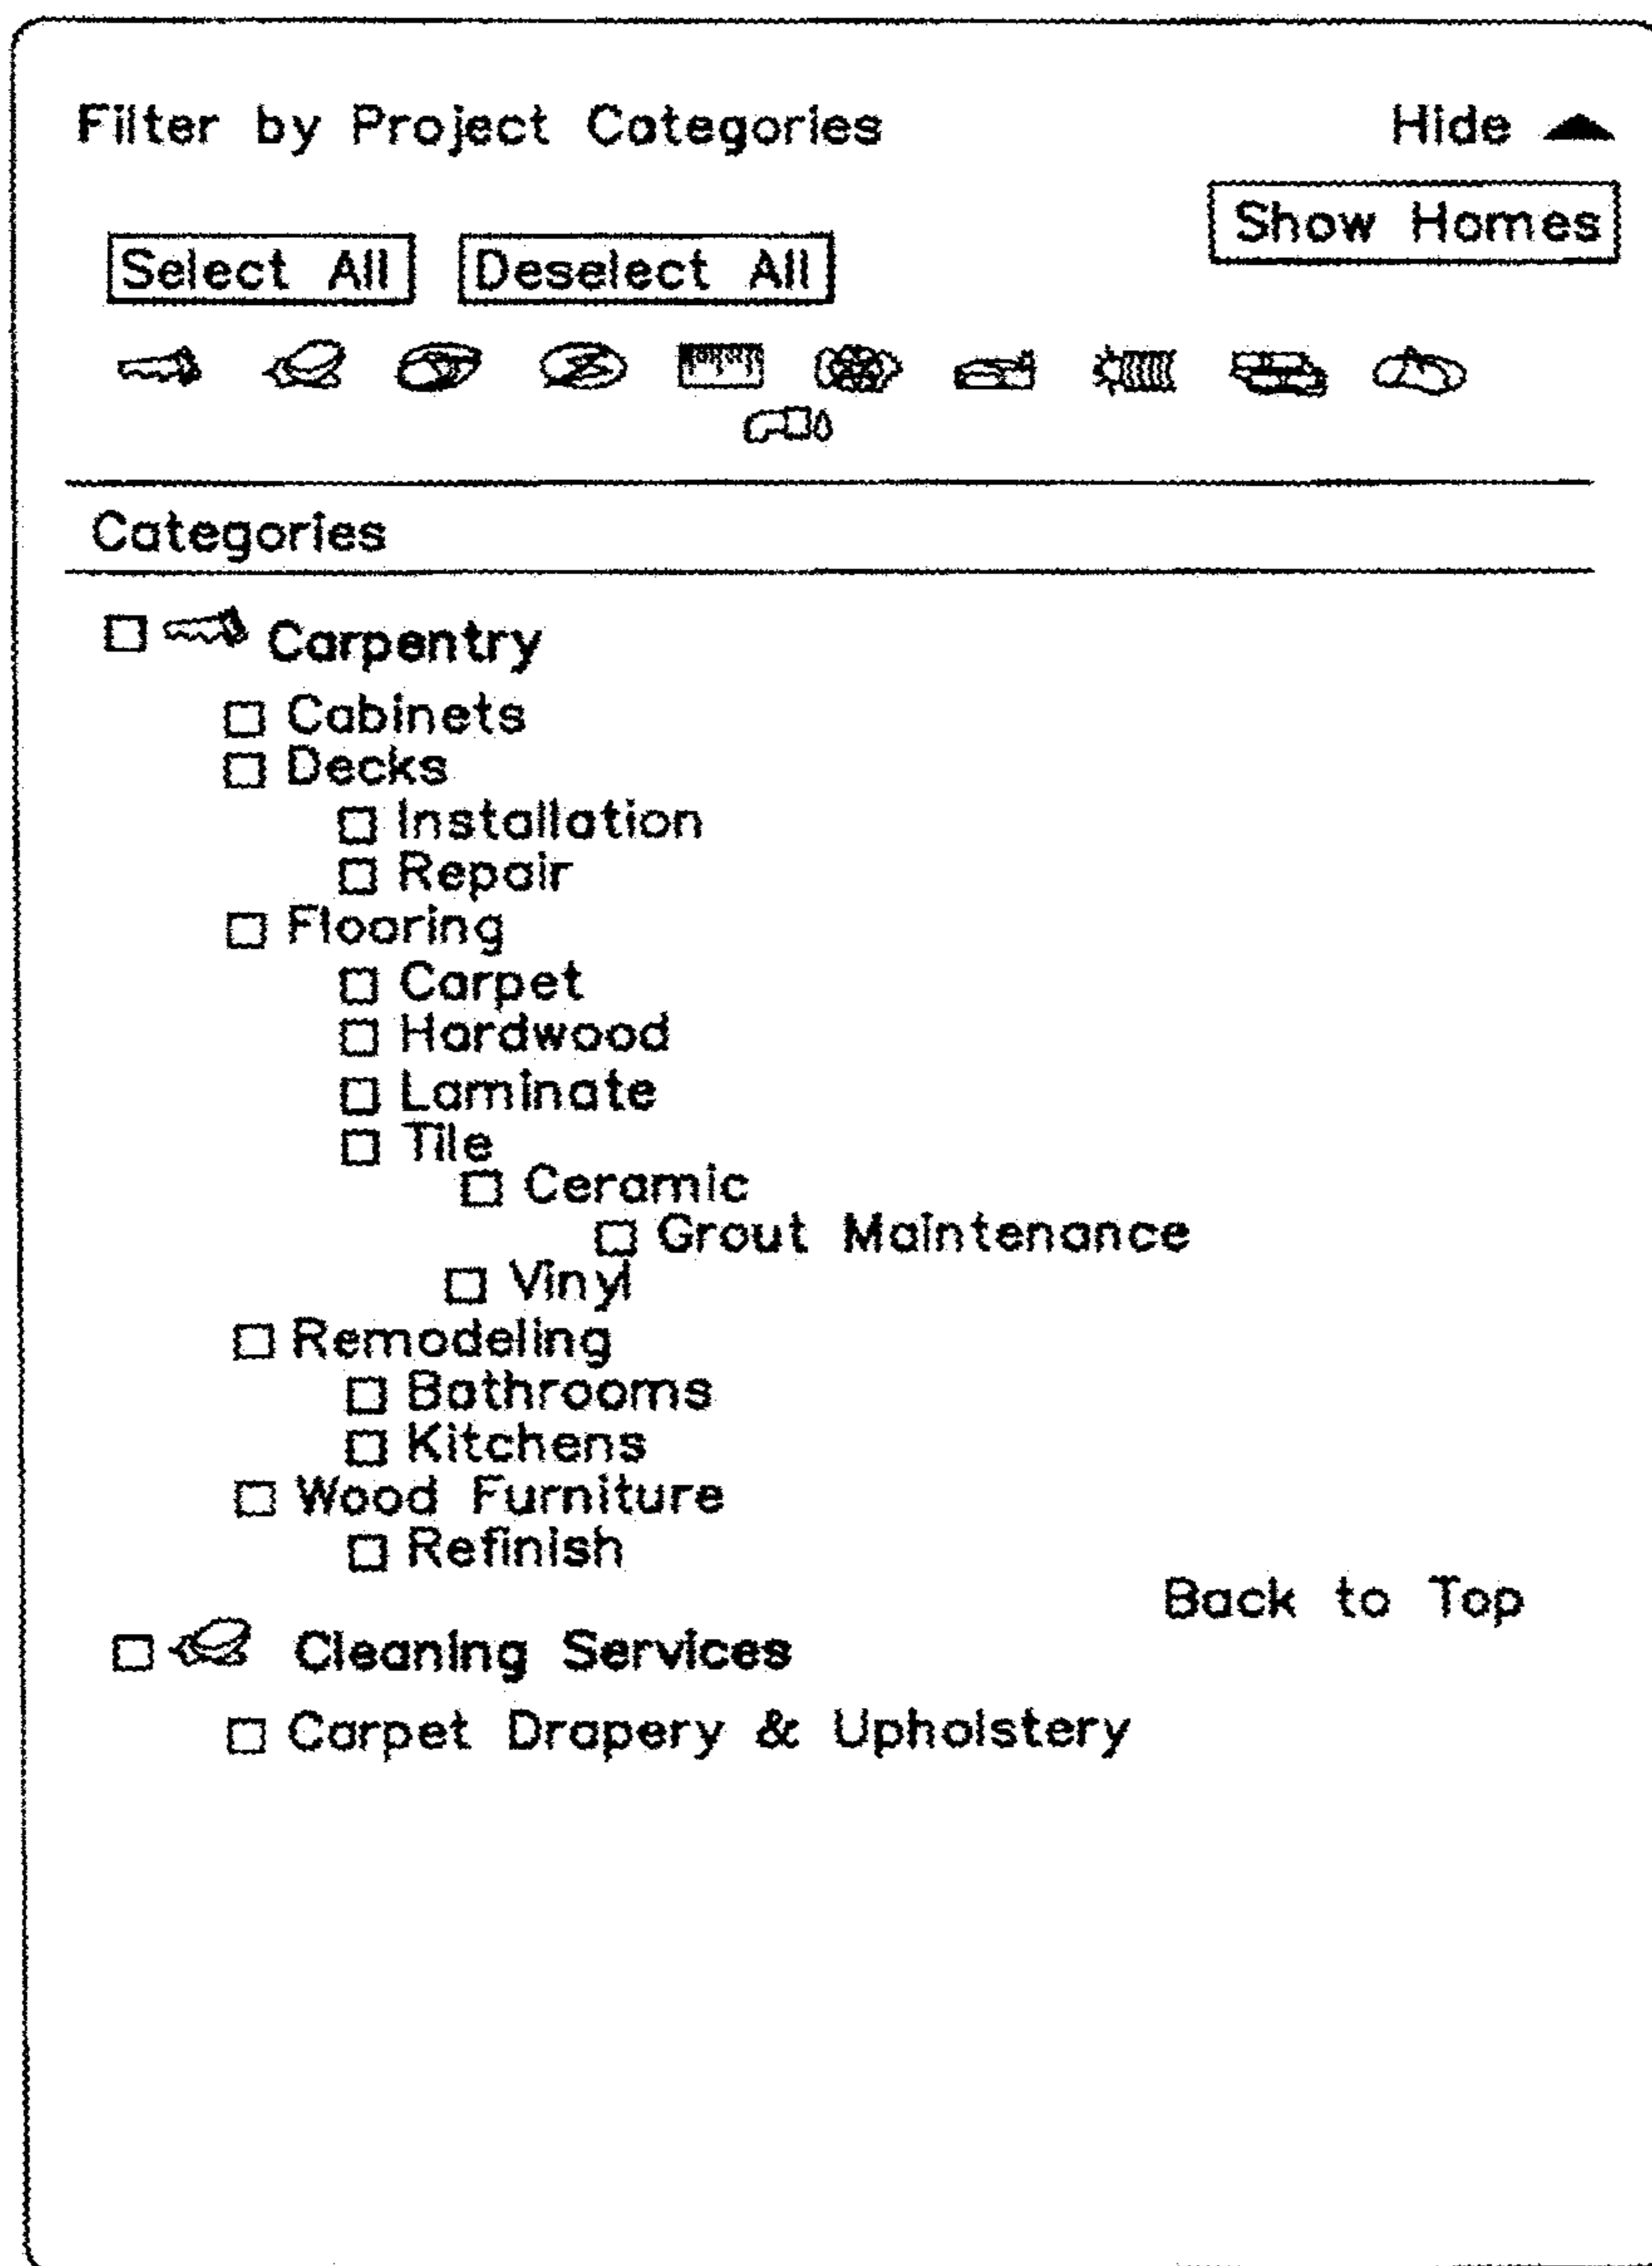 Filter by Project Categories Hide
Show Homes
Select All Deselect All
Categories
Carpentry
Cabinets
Decks
Installation
Repair
Flooring
Carpet
Hardwood
Laminate
Tile
Ceramic
Grout Maintenance
Vinyl
Remodeling
Bathrooms
Kitchens
Wood Furniture
Refinish
Back to Top
Cleaning Services
Carpet Drapery & Upholstery